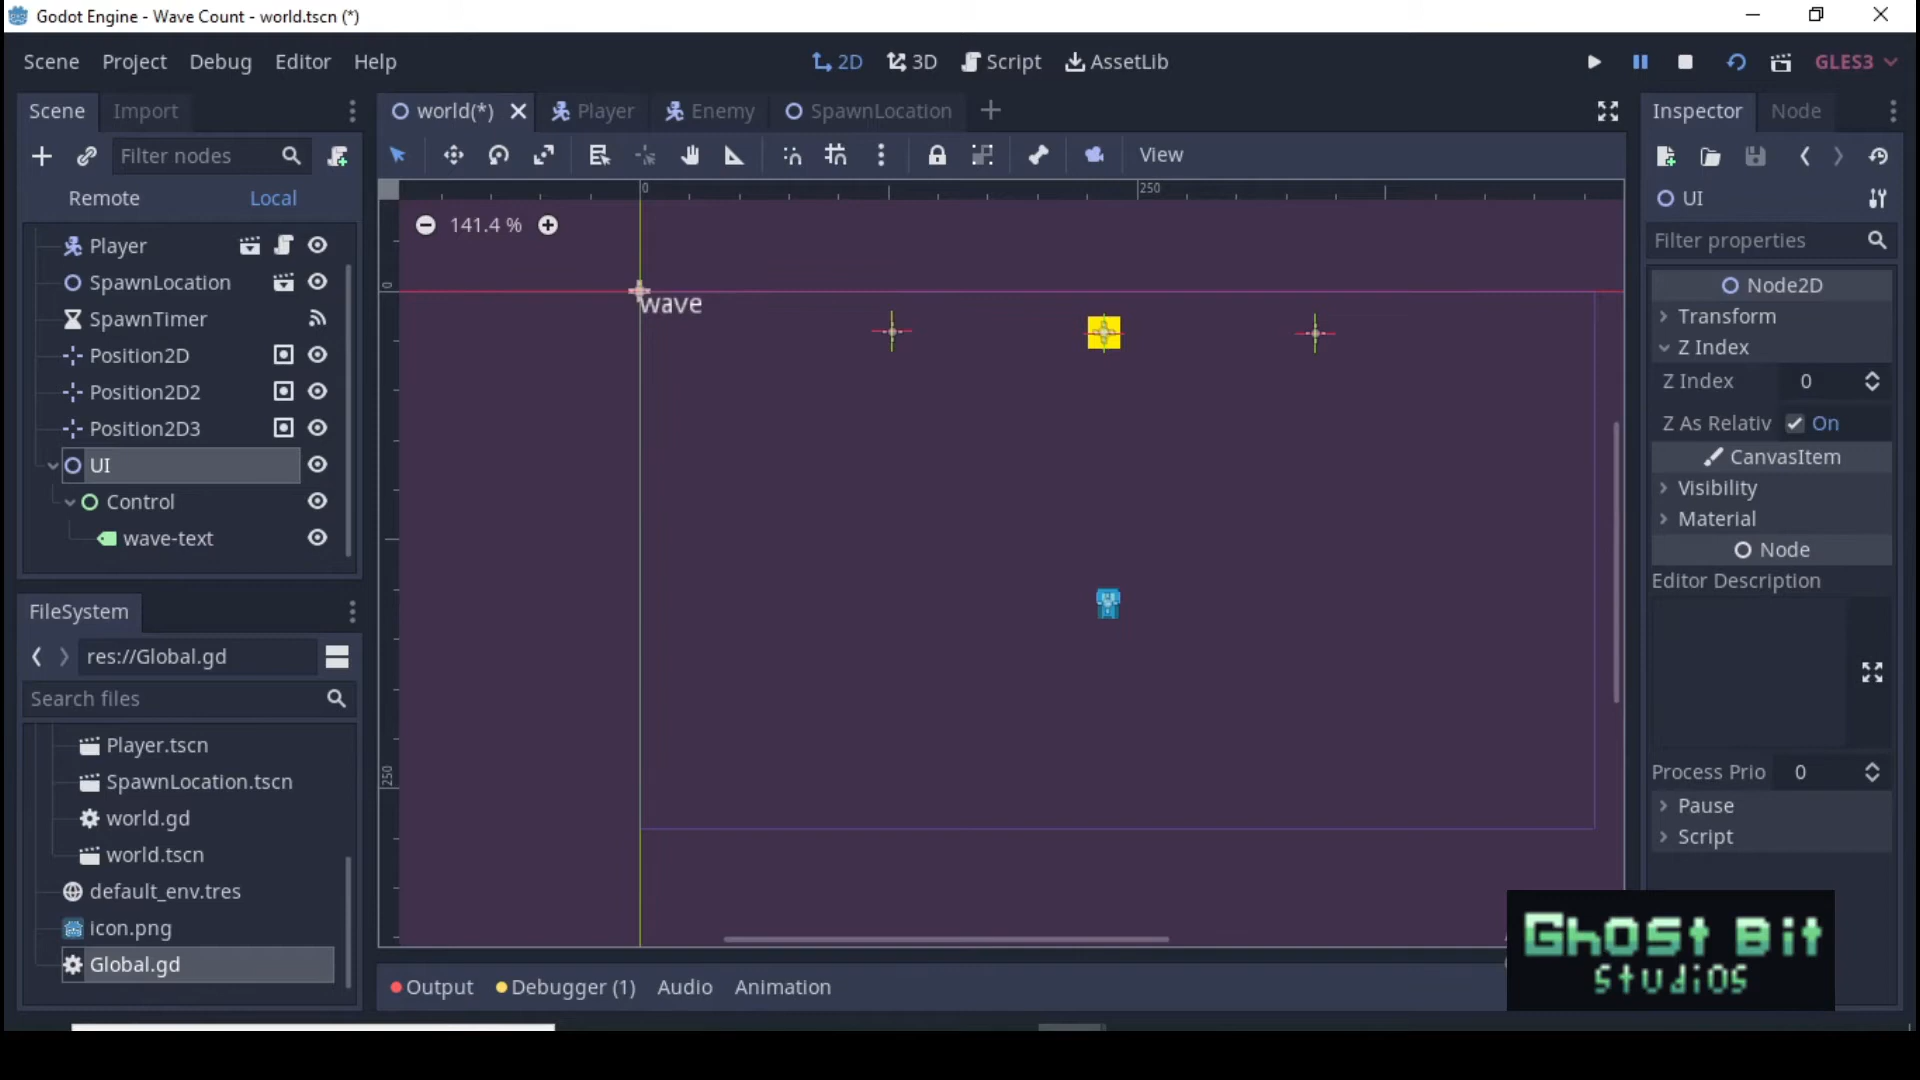 Godot Engine - Wave Count - world.tscn (*)
Scene Project Debug Editor Help
2D 3D Script AssetLib
GLES3
Scene Import
world(*) Player Enemy SpawnLocation
Inspector Node
Filter nodes
View
Remote Local
UI
Filter properties
Player
SpawnLocation
SpawnTimer
Position2D
Position2D2
Position2D3
UI
Control
wave-text
0 250
141.4 %
0
wave
250
Node2D
Transform
Z Index
Z Index 0
Z As Relativ On
CanvasItem
Visibility
Material
Node
Editor Description
Process Prio 0
Pause
Script
FileSystem
res://Global.gd
Search files
Player.tscn
SpawnLocation.tscn
world.gd
world.tscn
default_env.tres
icon.png
Global.gd
Output Debugger (1) Audio Animation
Ghost Bit
Studios